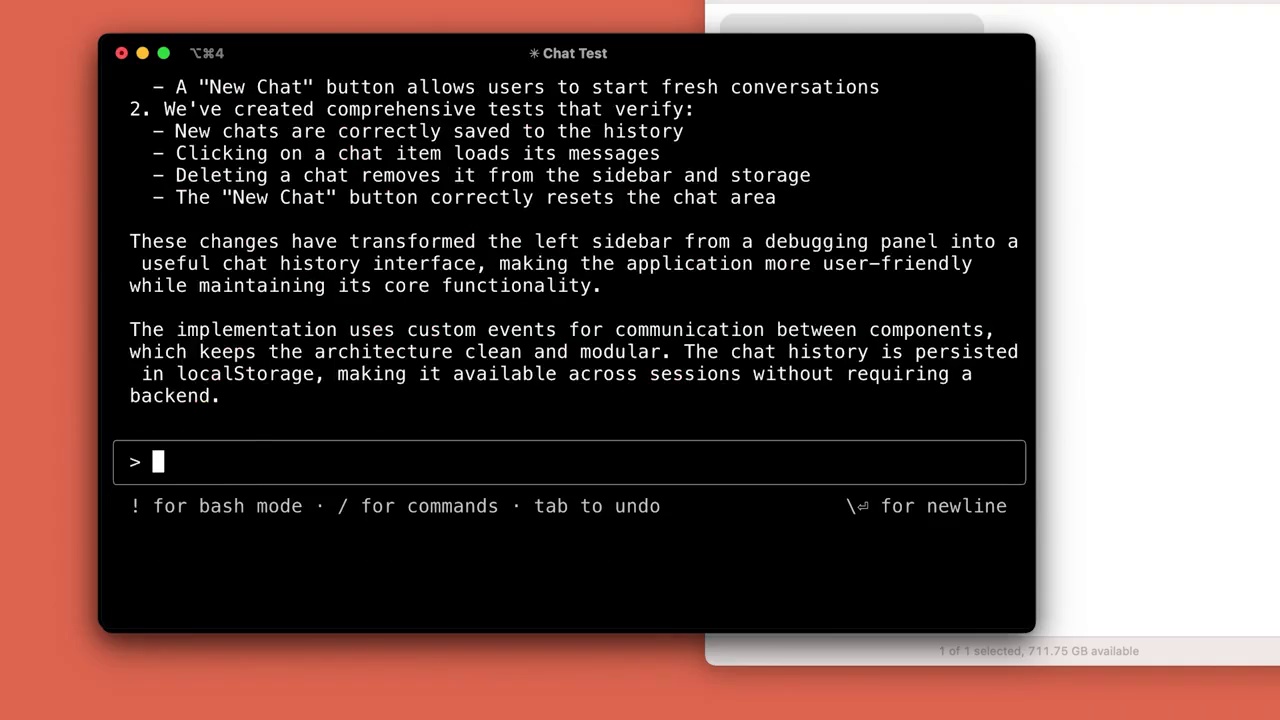 ⌥⌘4
✳ Chat Test
- A "New Chat" button allows users to start fresh conversations
2. We've created comprehensive tests that verify:
- New chats are correctly saved to the history
- Clicking on a chat item loads its messages
- Deleting a chat removes it from the sidebar and storage
- The "New Chat" button correctly resets the chat area
These changes have transformed the left sidebar from a debugging panel into a
useful chat history interface, making the application more user-friendly
while maintaining its core functionality.
The implementation uses custom events for communication between components,
which keeps the architecture clean and modular. The chat history is persisted
in localStorage, making it available across sessions without requiring a
backend.
>
! for bash mode · / for commands · tab to undo
\⏎ for newline
1 of 1 selected, 711.75 GB available